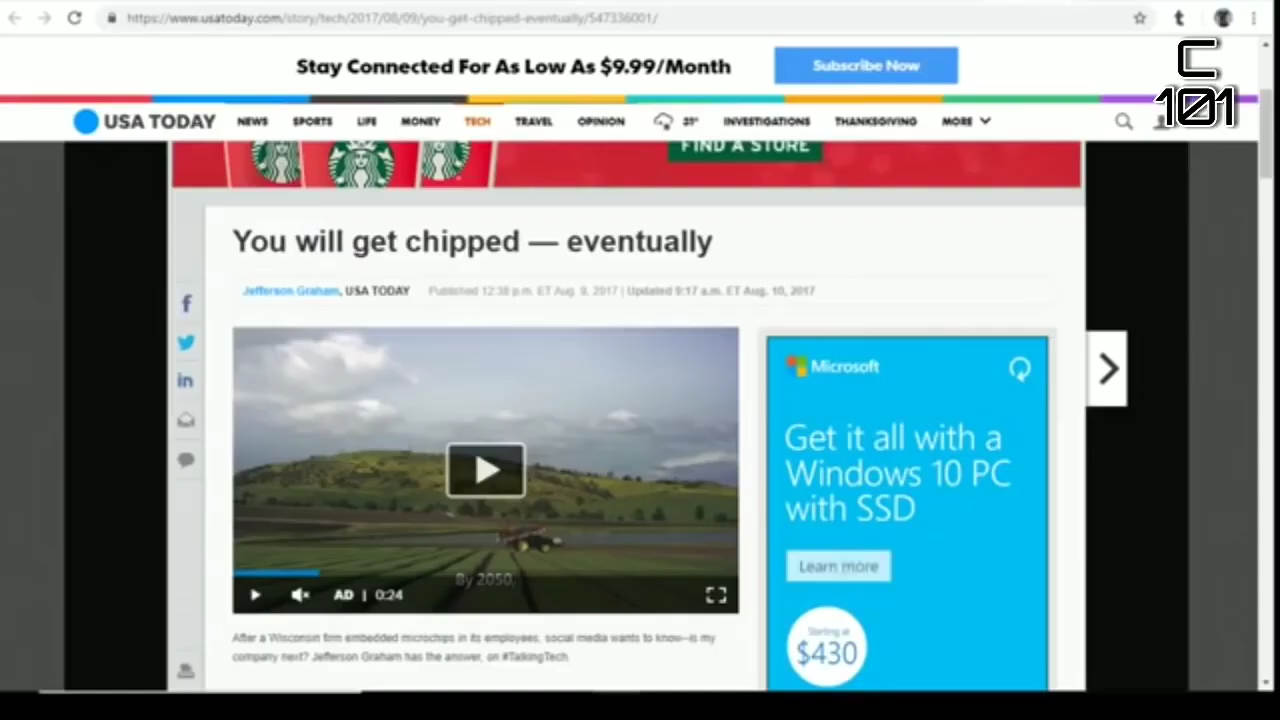 https://www.usatoday.com/story/tech/2017/08/09/you-get-chipped-eventually/547336001/
Stay Connected For As Low As $9.99/Month
Subscribe Now
C
101
USA TODAY NEWS SPORTS LIFE MONEY TECH TRAVEL OPINION 31° INVESTIGATIONS THANKSGIVING MORE
FIND A STORE
You will get chipped — eventually
Jefferson Graham, USA TODAY Published 12:38 p.m. ET Aug. 9, 2017 | Updated 9:17 a.m. ET Aug. 10, 2017
Microsoft
Get it all with a
Windows 10 PC
with SSD
Learn more
Starting at
$430
By 2050,
AD | 0:24
After a Wisconsin firm embedded microchips in its employees, social media wants to know--is my
company next? Jefferson Graham has the answer, on #TalkingTech.